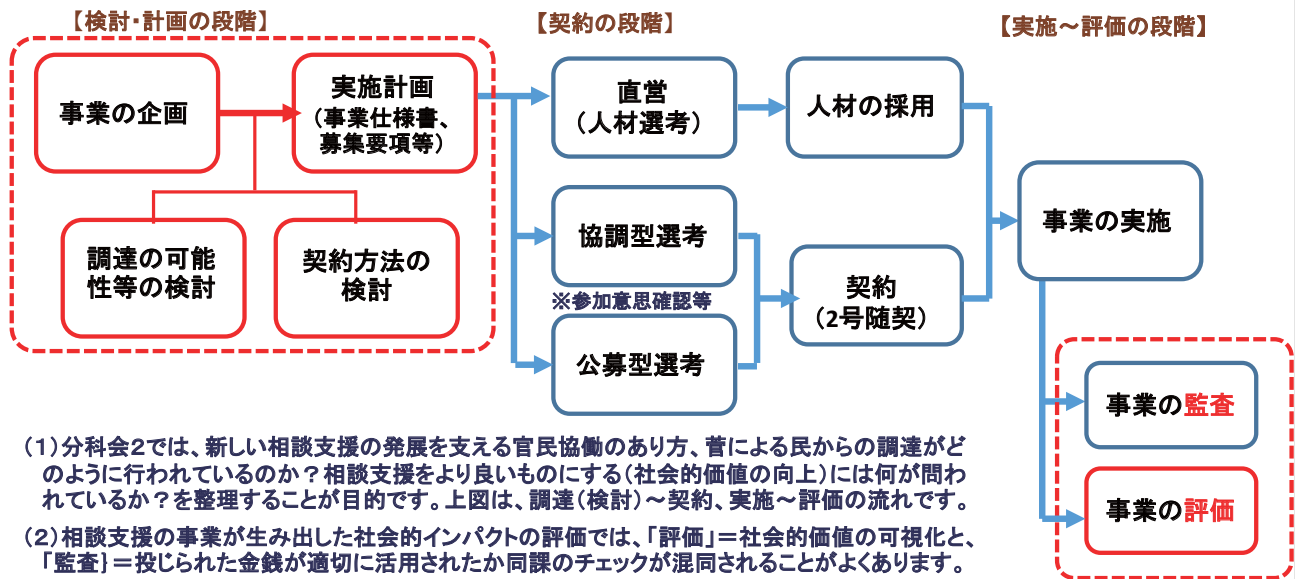 【検討・計画の段階】
【契約の段階】
【実施～評価の段階】
事業の企画
実施計画
（事業仕様書、
募集要項等）
調達の可能
性等の検討
契約方法の
検討
直営
（人材選考）
人材の採用
協調型選考
※参加意思確認等
公募型選考
契約
（2号随契）
事業の実施
事業の監査
事業の評価
（１）分科会２では、新しい相談支援の発展を支える官民協働のあり方、菅による民からの調達がど
のように行われているのか？相談支援をより良いものにする（社会的価値の向上）には何が問わ
れているか？を整理することが目的です。上図は、調達（検討）～契約、実施～評価の流れです。
（２）相談支援の事業が生み出した社会的インパクトの評価では、「評価」＝社会的価値の可視化と、
「監査｝＝投じられた金銭が適切に活用されたか同課のチェックが混同されることがよくあります。